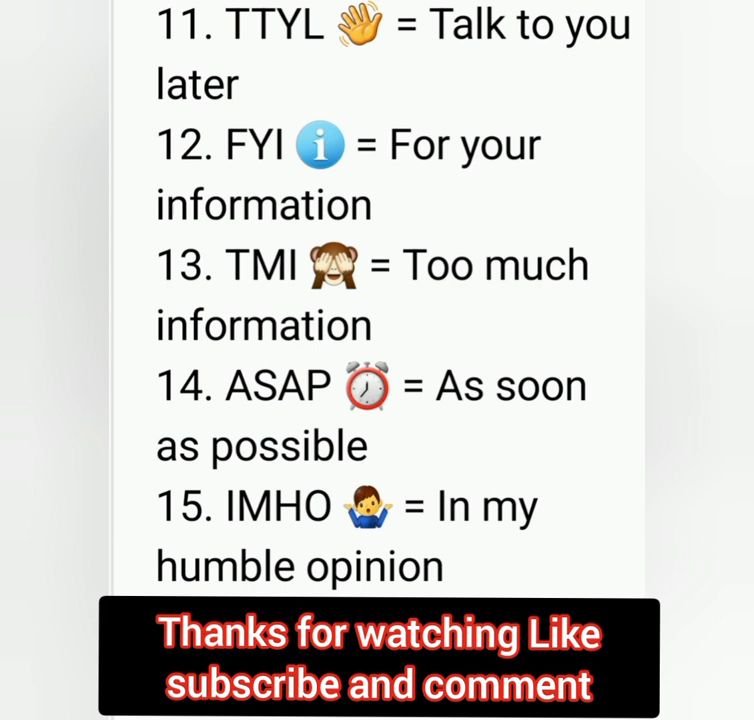 11. TTYL 👋 = Talk to you
later
12. FYI ℹ️ = For your
information
13. TMI 🙈 = Too much
information
14. ASAP ⏰ = As soon
as possible
15. IMHO 🤷‍♂️ = In my
humble opinion
Thanks for watching Like
subscribe and comment